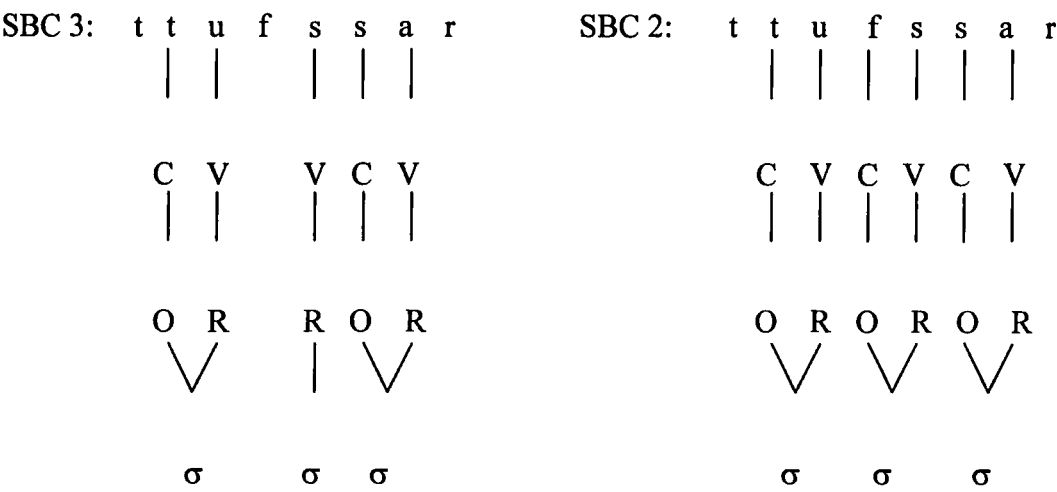 SBC 3: t t u f s s a r SBC 2: t t u f s s a r
C V V C V C V C V C V
O R R O R O R O R O R
σ σ σ σ σ σ